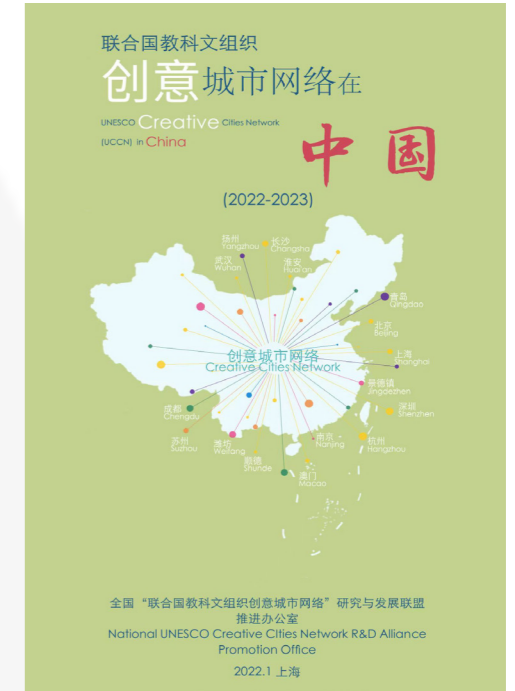 联合国教科文组织
创意城市网络在
UNESCO Creative Cities Network
(UCCN) in China
中国
(2022-2023)
扬州
Yangzhou
长沙
Changsha
武汉
Wuhan
淮安
Huai'an
青岛
Qingdao
北京
Beijing
上海
Shanghai
创意城市网络
Creative Cities Network
景德镇
Jingdezhen
成都
Chengdu
深圳
Shenzhen
苏州
Suzhou
潍坊
Weifang
南京
Nanjing
杭州
Hangzhou
顺德
Shunde
澳门
Macao
全国“联合国教科文组织创意城市网络”研究与发展联盟
推进办公室
National UNESCO Creative Cities Network R&D Alliance
Promotion Office
2022.1 上海